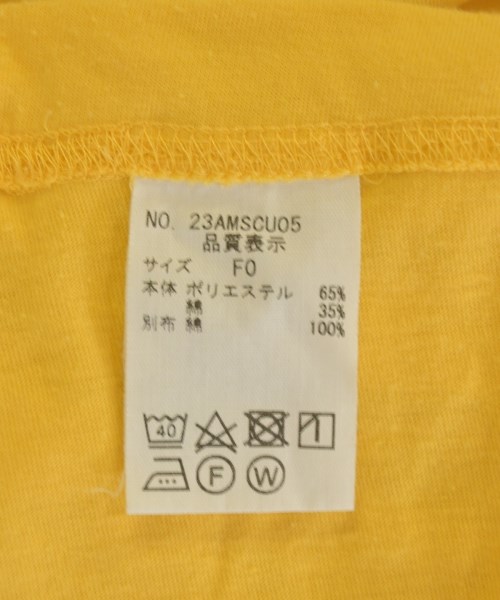 NO. 23AMSCU05
品質表示
サイズ F0
本体 ポリエステル 65%
綿 35%
別布 綿 100%
40
F W